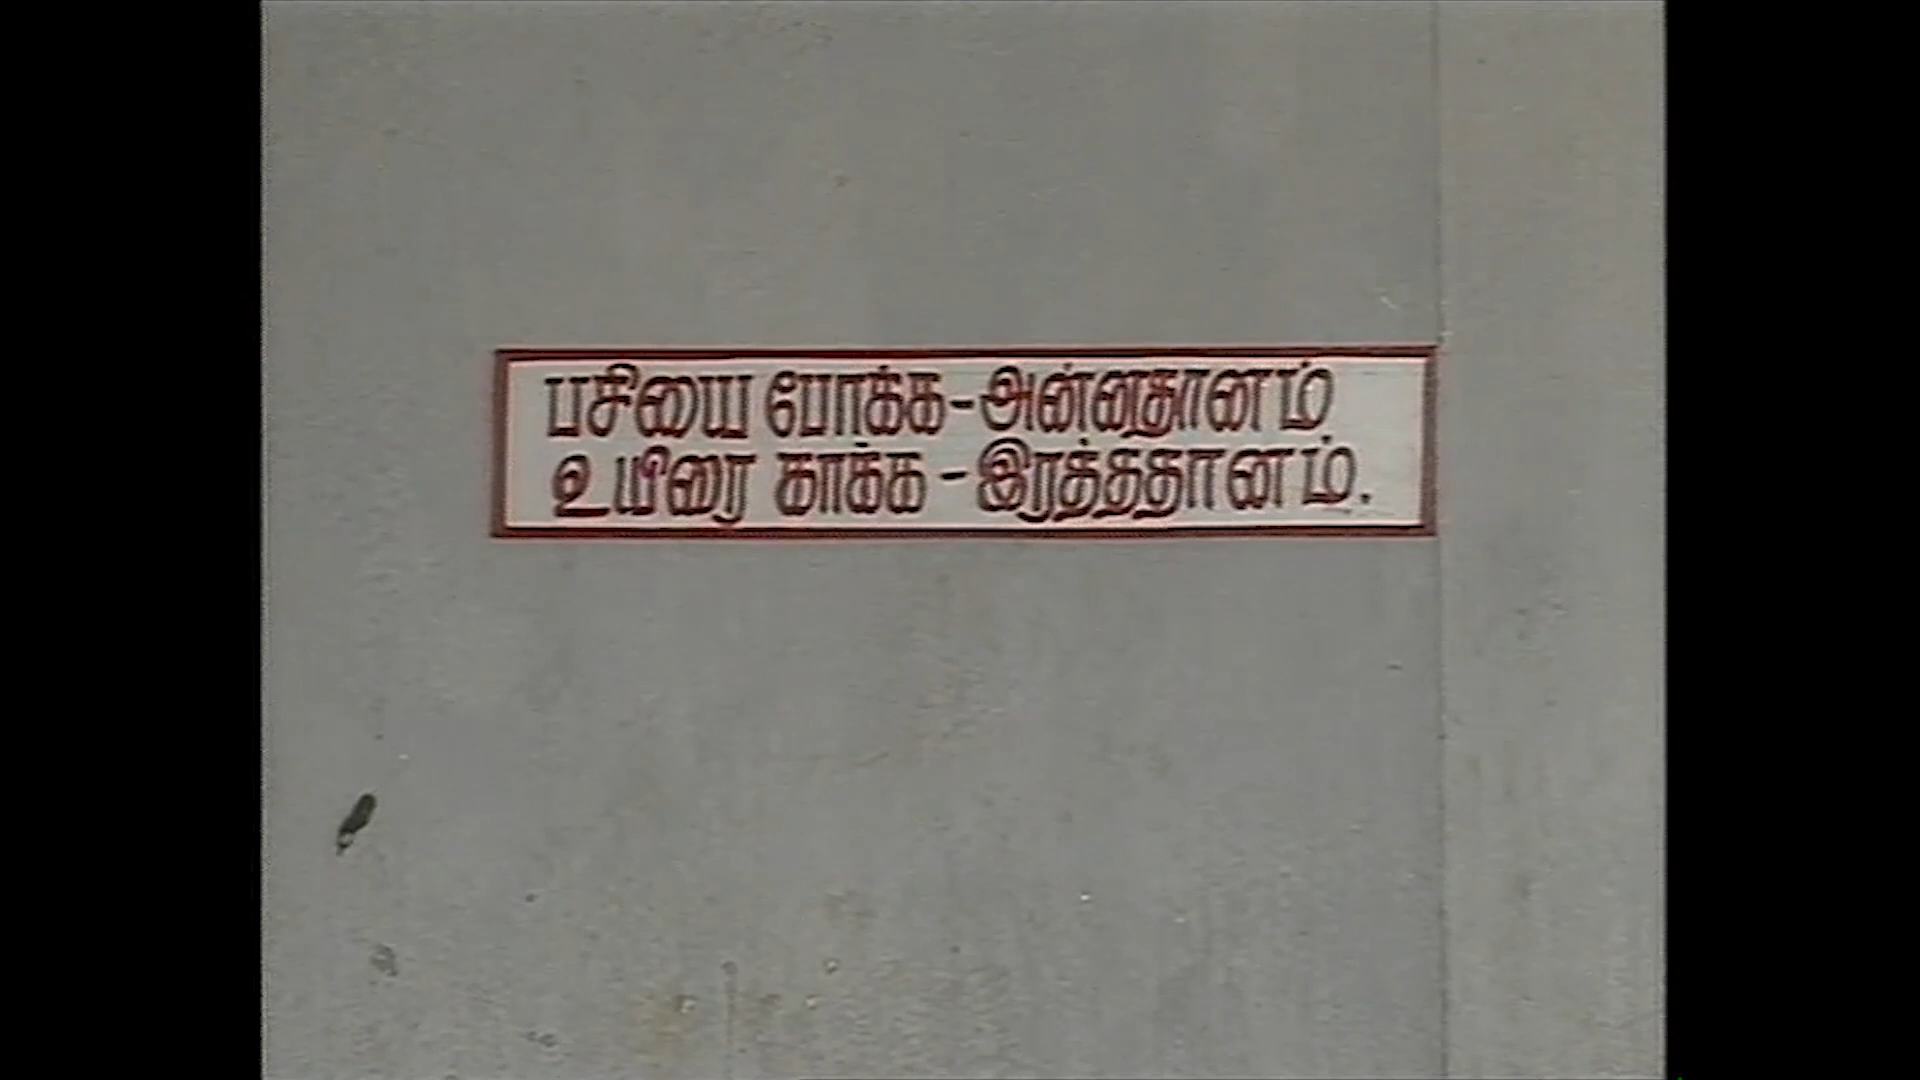 பசியை போக்க - அன்னதானம்
உயிரை காக்க - இரத்ததானம்.